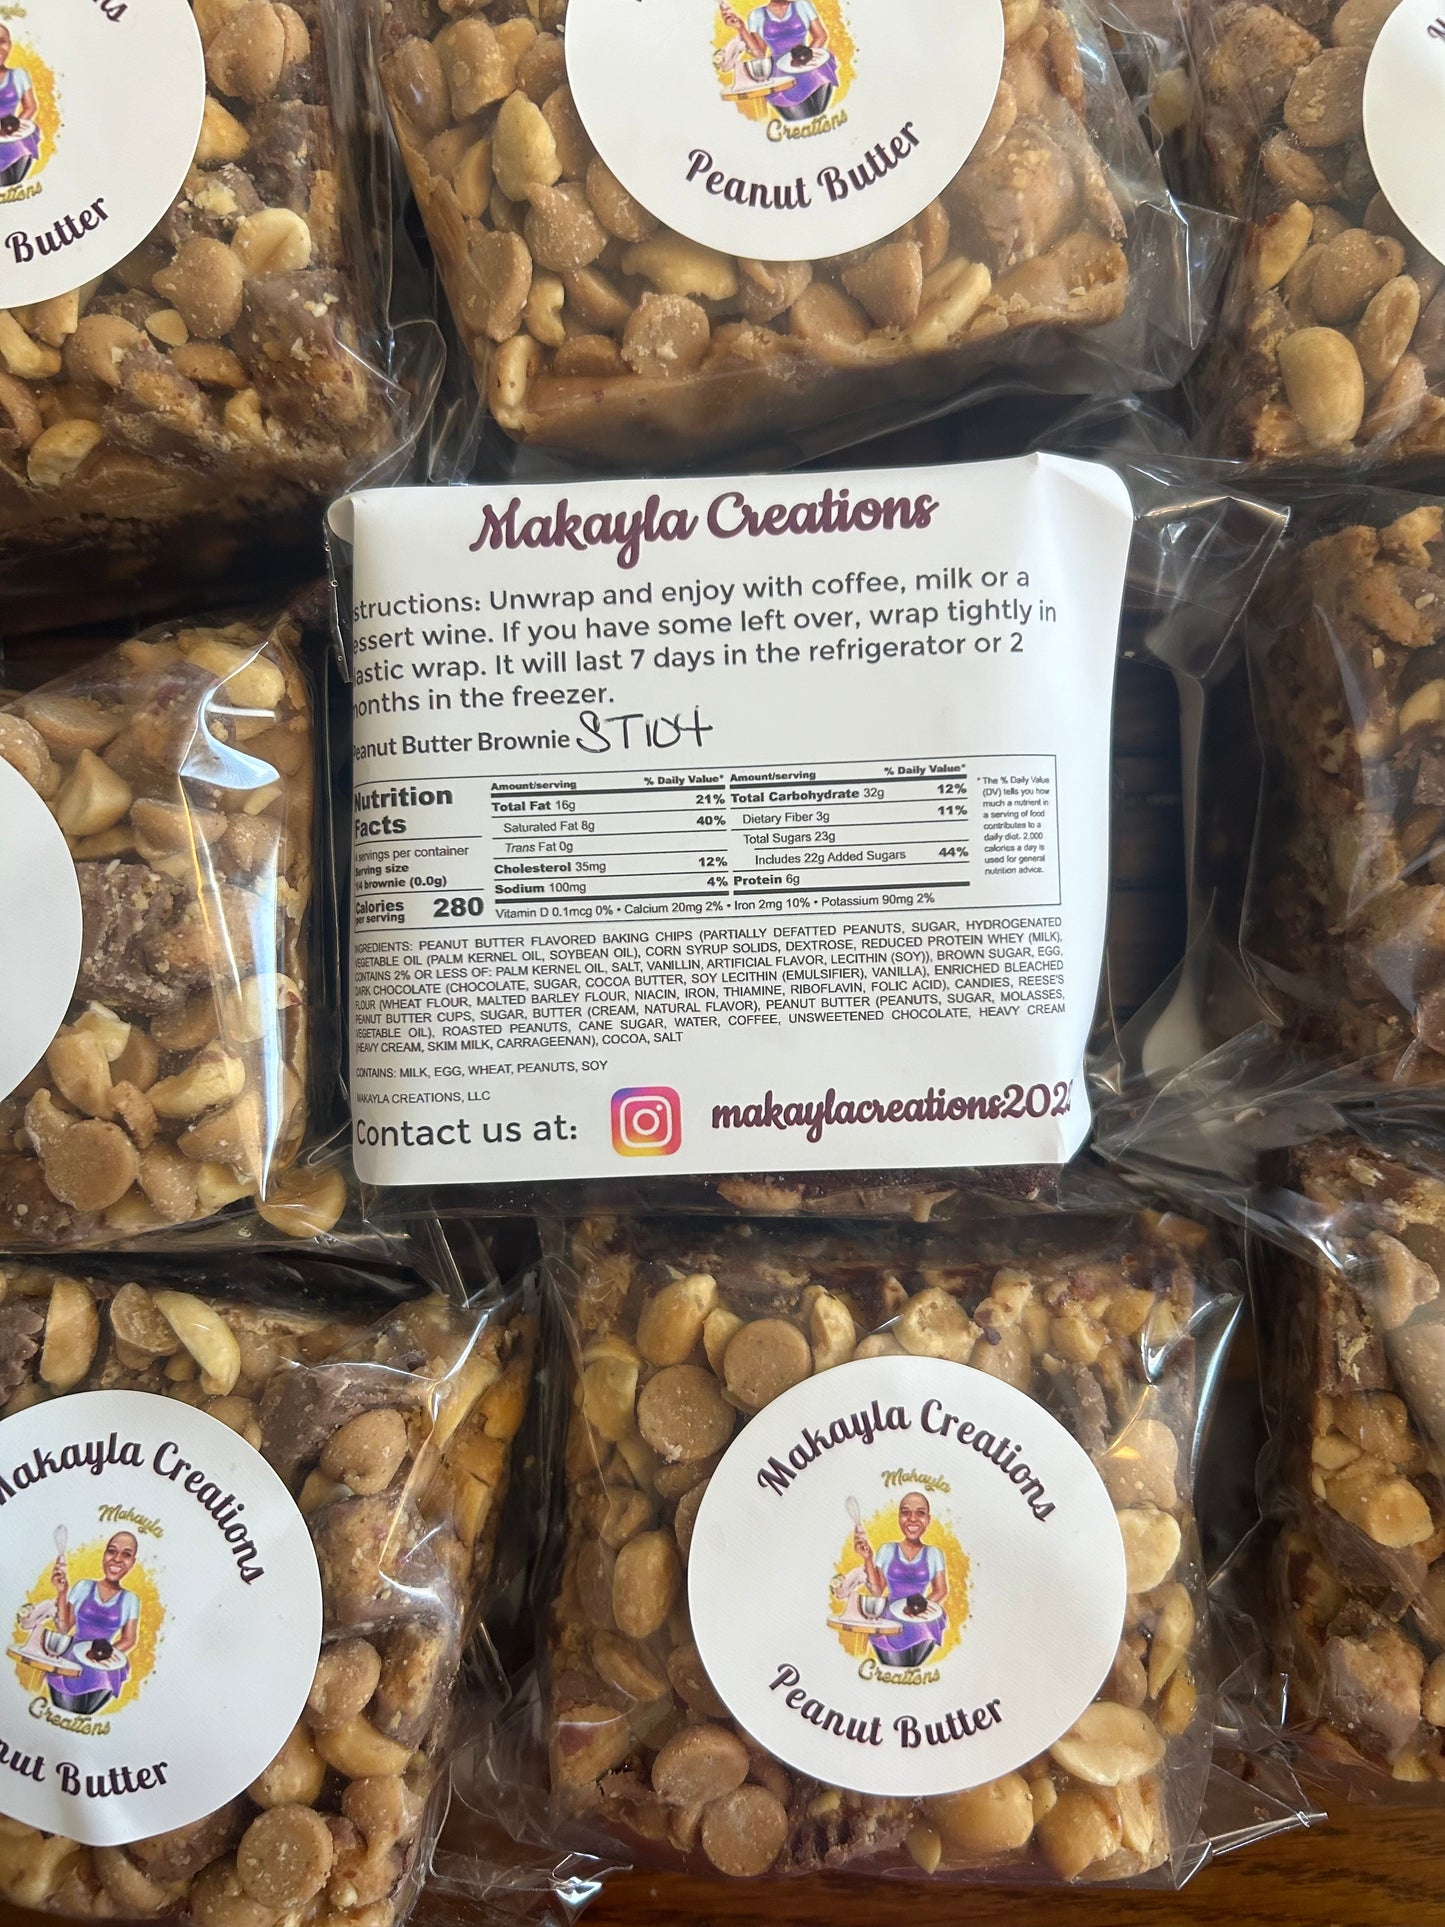 Creations
Peanut Butter
Butter
Makayla Creations
structions: Unwrap and enjoy with coffee, milk or a
essert wine. If you have some left over, wrap tightly in
lastic wrap. It will last 7 days in the refrigerator or 2
months in the freezer.
Peanut Butter Brownie ST104
Nutrition
Facts
4 servings per container
Serving size
1/4 brownie (0.0g)
Calories
per serving 280
Amount/serving % Daily Value*
Total Fat 16g 21%
Saturated Fat 8g 40%
Trans Fat 0g
Cholesterol 35mg 12%
Sodium 100mg 4%
Amount/serving % Daily Value*
Total Carbohydrate 32g 12%
Dietary Fiber 3g 11%
Total Sugars 23g
Includes 22g Added Sugars 44%
Protein 6g
Vitamin D 0.1mcg 0% • Calcium 20mg 2% • Iron 2mg 10% • Potassium 90mg 2%
* The % Daily Value
(DV) tells you how
much a nutrient in
a serving of food
contributes to a
daily diet. 2,000
calories a day is
used for general
nutrition advice.
INGREDIENTS: PEANUT BUTTER FLAVORED BAKING CHIPS (PARTIALLY DEFATTED PEANUTS, SUGAR, HYDROGENATED
VEGETABLE OIL (PALM KERNEL OIL, SOYBEAN OIL), CORN SYRUP SOLIDS, DEXTROSE, REDUCED PROTEIN WHEY (MILK),
CONTAINS 2% OR LESS OF: PALM KERNEL OIL, SALT, VANILLIN, ARTIFICIAL FLAVOR, LECITHIN (SOY)), BROWN SUGAR, EGG,
DARK CHOCOLATE (CHOCOLATE, SUGAR, COCOA BUTTER, SOY LECITHIN (EMULSIFIER), VANILLA), ENRICHED BLEACHED
FLOUR (WHEAT FLOUR, MALTED BARLEY FLOUR, NIACIN, IRON, THIAMINE, RIBOFLAVIN, FOLIC ACID), CANDIES, REESE'S
PEANUT BUTTER CUPS, SUGAR, BUTTER (CREAM, NATURAL FLAVOR), PEANUT BUTTER (PEANUTS, SUGAR, MOLASSES,
VEGETABLE OIL), ROASTED PEANUTS, CANE SUGAR, WATER, COFFEE, UNSWEETENED CHOCOLATE, HEAVY CREAM
(HEAVY CREAM, SKIM MILK, CARRAGEENAN), COCOA, SALT
CONTAINS: MILK, EGG, WHEAT, PEANUTS, SOY
MAKAYLA CREATIONS, LLC
Contact us at: makaylacreations202
Makayla Creations
Makayla
Creations
nut Butter
Makayla Creations
Makayla
Creations
Peanut Butter